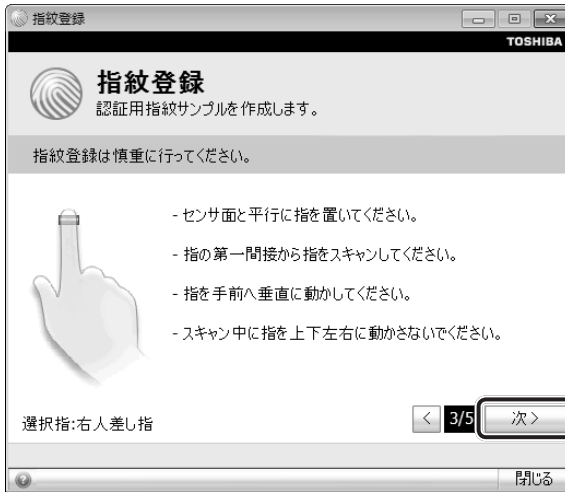 指紋登録
TOSHIBA
指紋登録
認証用指紋サンプルを作成します。
指紋登録は慎重に行ってください。
- センサ面と平行に指を置いてください。
- 指の第一間接から指をスキャンしてください。
- 指を手前へ垂直に動かしてください。
- スキャン中に指を上下左右に動かさないでください。
選択指:右人差し指
< 3/5 次>
? 閉じる